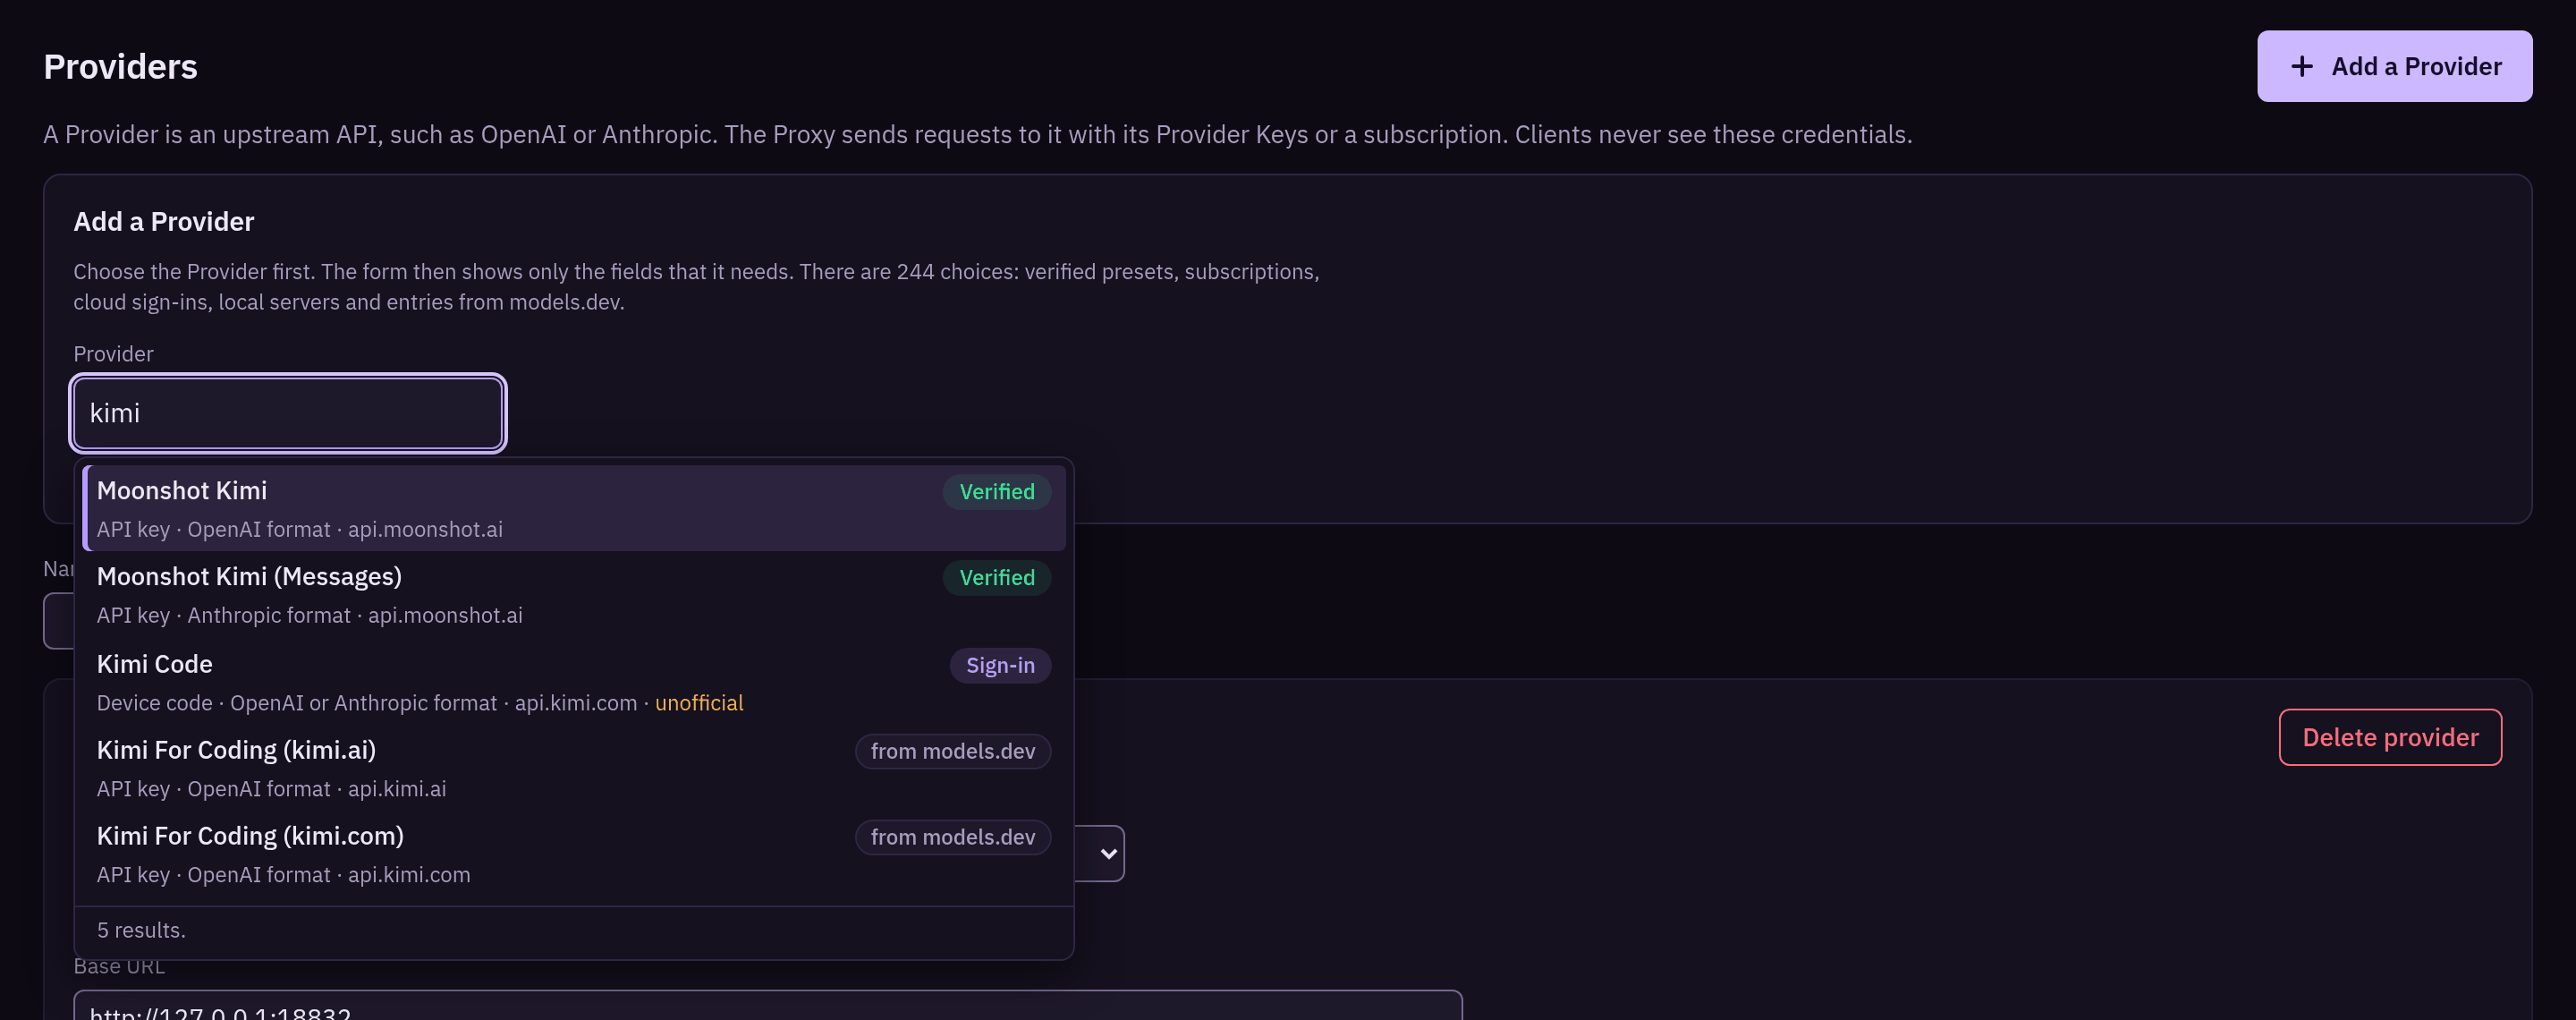 Providers
+ Add a Provider
A Provider is an upstream API, such as OpenAI or Anthropic. The Proxy sends requests to it with its Provider Keys or a subscription. Clients never see these credentials.
Add a Provider
Choose the Provider first. The form then shows only the fields that it needs. There are 244 choices: verified presets, subscriptions,
cloud sign-ins, local servers and entries from models.dev.
Provider
kimi
Moonshot Kimi
Verified
API key · OpenAI format · api.moonshot.ai
Moonshot Kimi (Messages)
Verified
API key · Anthropic format · api.moonshot.ai
Kimi Code
Sign-in
Device code · OpenAI or Anthropic format · api.kimi.com · unofficial
Delete provider
Kimi For Coding (kimi.ai)
from models.dev
API key · OpenAI format · api.kimi.ai
Kimi For Coding (kimi.com)
from models.dev
API key · OpenAI format · api.kimi.com
5 results.
Base URL
http://127.0.0.1:18832